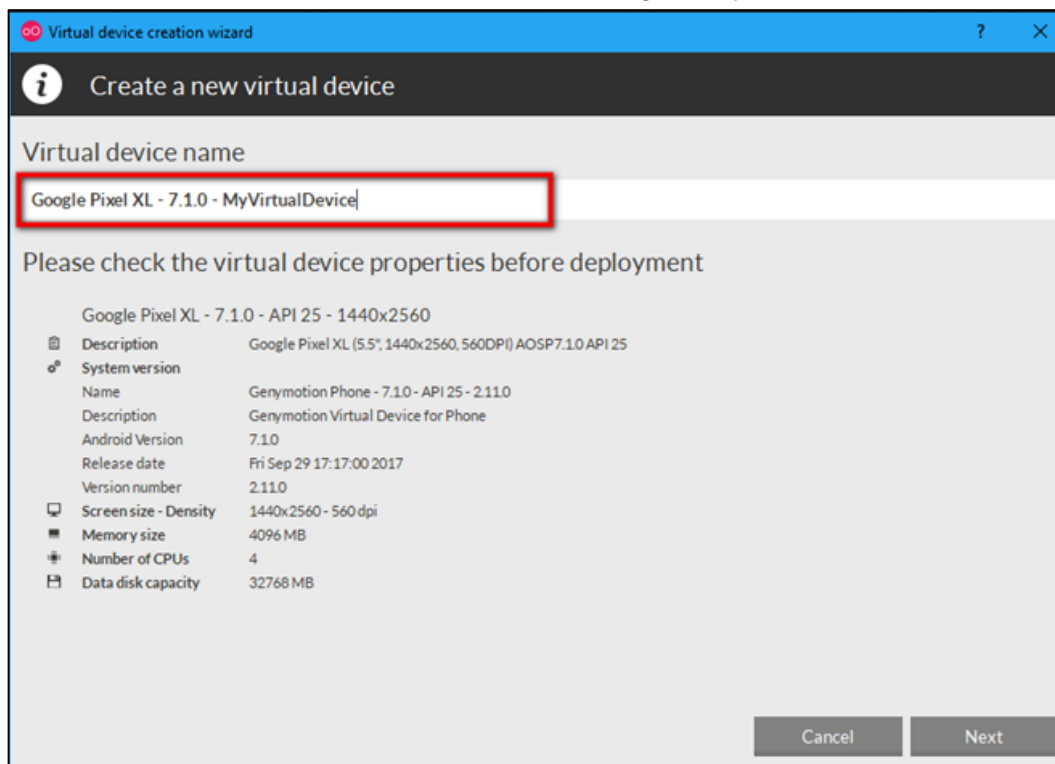 Virtual device creation wizard ? ×
i Create a new virtual device
Virtual device name
Google Pixel XL - 7.1.0 - MyVirtualDevice
Please check the virtual device properties before deployment
Google Pixel XL - 7.1.0 - API 25 - 1440x2560
Description Google Pixel XL (5.5", 1440x2560, 560DPI) AOSP7.1.0 API 25
System version
Name Genymotion Phone - 7.1.0 - API 25 - 2.11.0
Description Genymotion Virtual Device for Phone
Android Version 7.1.0
Release date Fri Sep 29 17:17:00 2017
Version number 2.11.0
Screen size - Density 1440x2560 - 560 dpi
Memory size 4096 MB
Number of CPUs 4
Data disk capacity 32768 MB
Cancel Next